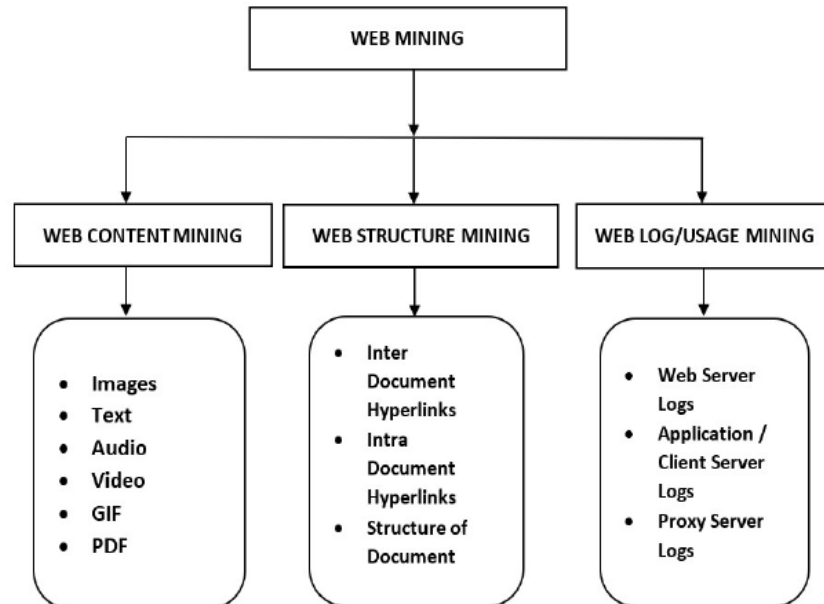 WEB MINING
WEB CONTENT MINING
WEB STRUCTURE MINING
WEB LOG/USAGE MINING
• Images
• Text
• Audio
• Video
• GIF
• PDF
• Inter
Document
Hyperlinks
• Intra
Document
Hyperlinks
• Structure of
Document
• Web Server
Logs
• Application /
Client Server
Logs
• Proxy Server
Logs